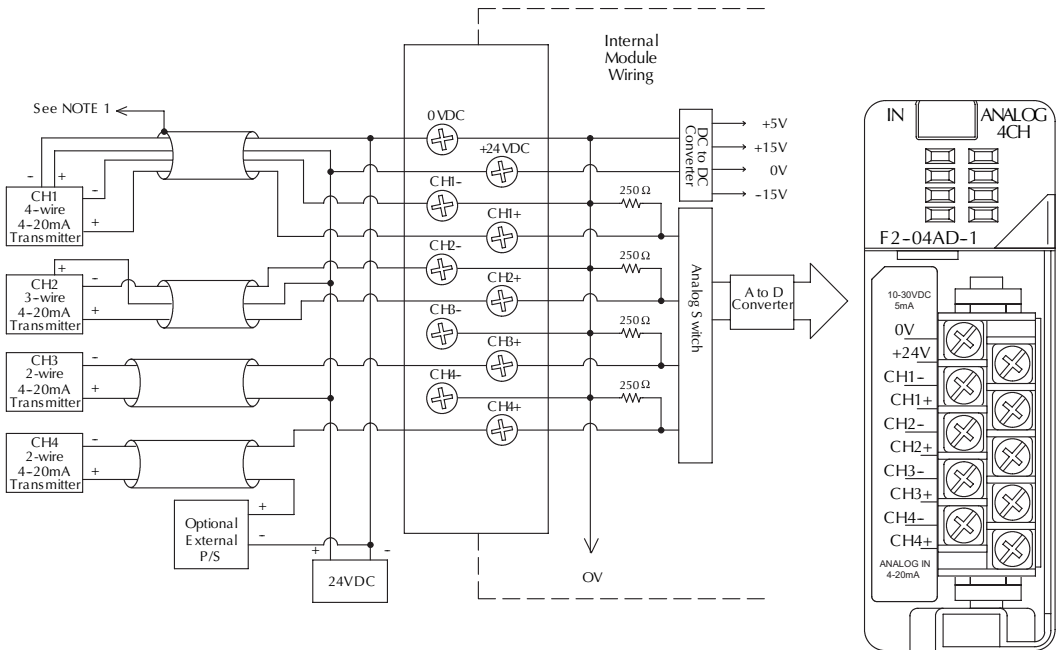 Internal
Module
Wiring
See NOTE 1
0 VDC
+24 VDC
CH1-
CH1+
CH2-
CH2+
CH3-
CH3+
CH4-
CH4+
- +
-
+
CH1
4-wire
4-20mA
Transmitter
+
-
+
CH2
3-wire
4-20mA
Transmitter
-
+
CH3
2-wire
4-20mA
Transmitter
-
+
CH4
2-wire
4-20mA
Transmitter
Optional
External
P/S
+
-
+ -
24VDC
250 Ω
250 Ω
250 Ω
250 Ω
0V
DC to DC
Converter
+5V
+15V
0V
-15V
Analog Switch
A to D
Converter
IN
ANALOG
4CH
F2-04AD-1
10-30VDC
5mA
0V
+24V
CH1-
CH1+
CH2-
CH2+
CH3-
CH3+
CH4-
CH4+
ANALOG IN
4-20mA